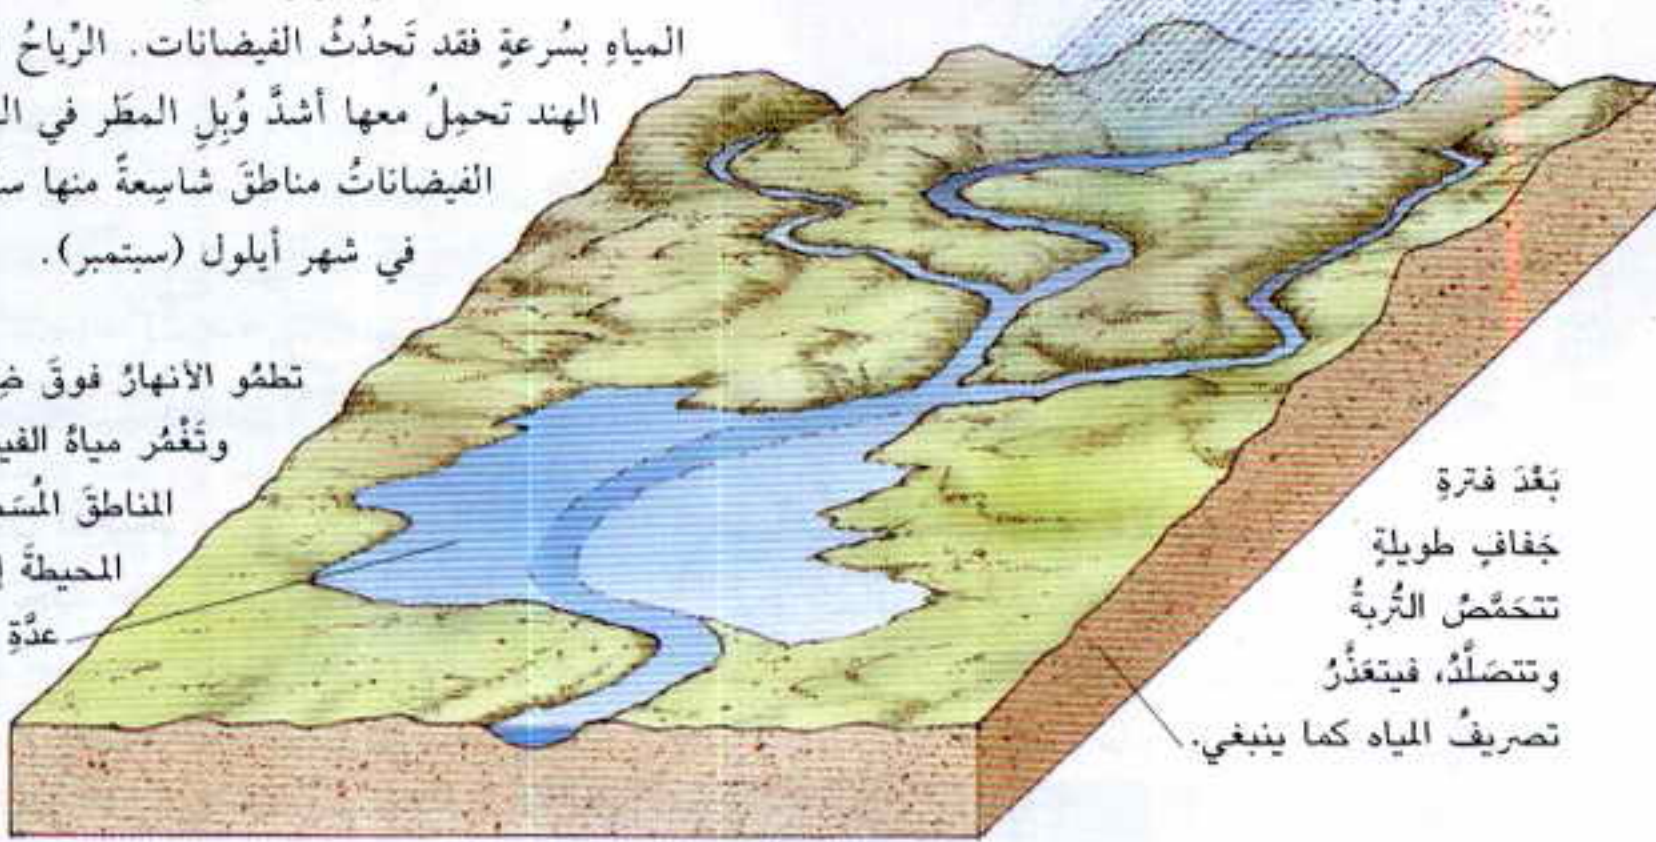 المياهِ بسُرعةٍ فقد تَحدُثُ الفيضانات. الرِّياحُ
الهند تحمِلُ معها أشدَّ وُبِلِ المطَر في
الفيضاناتُ مناطقَ شاسِعةً منها
في شهر أيلول (سبتمبر).
تطمُو الأنهارُ فوقَ
وتَغْمُر مياهُ
المناطقَ
المحيطةَ
عدَّةِ
بَعْدَ فترةِ
جَفافٍ طويلةٍ
تتحَمَّصُ التُّربةُ
وتتصَلَّدُ، فيتعَذَّرُ
تصريفُ المياه كما ينبغي.